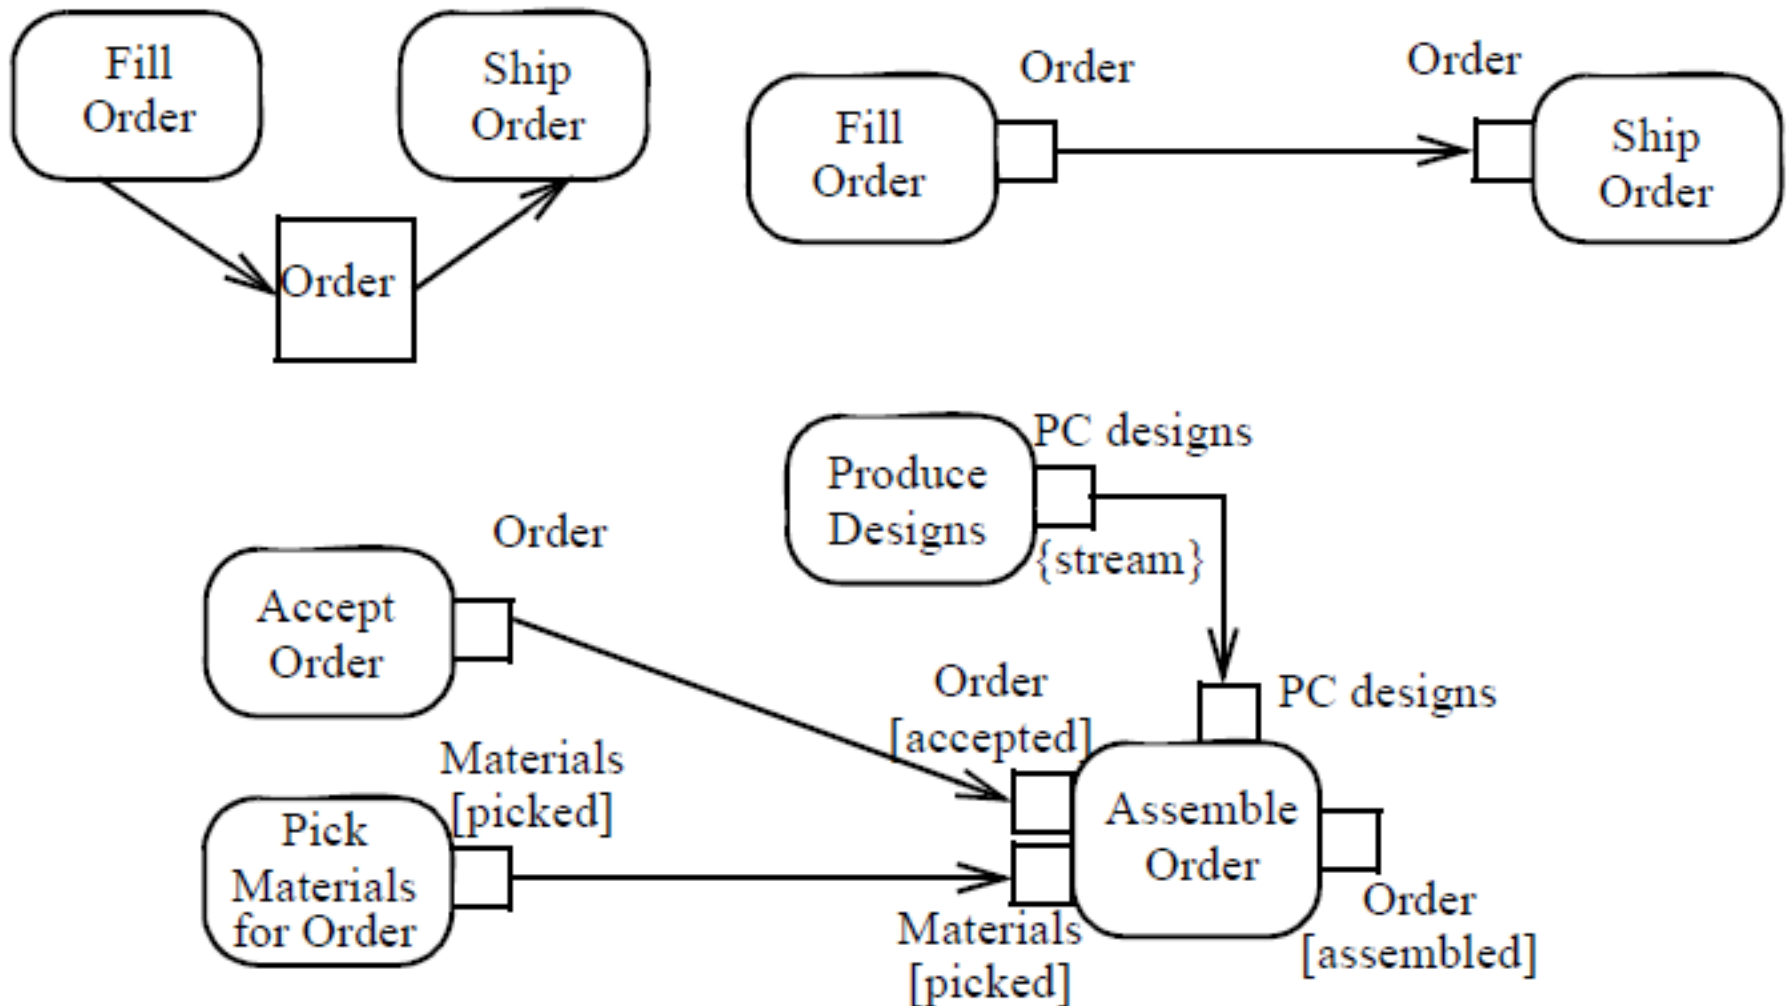 Fill
Order
Ship
Order
Order
Order
Order
Fill
Order
Ship
Order
PC designs
Produce
Designs
{stream}
Order
Accept
Order
Order
[accepted]
PC designs
Materials
[picked]
Pick
Materials
for Order
Assemble
Order
Materials
[picked]
Order
[assembled]